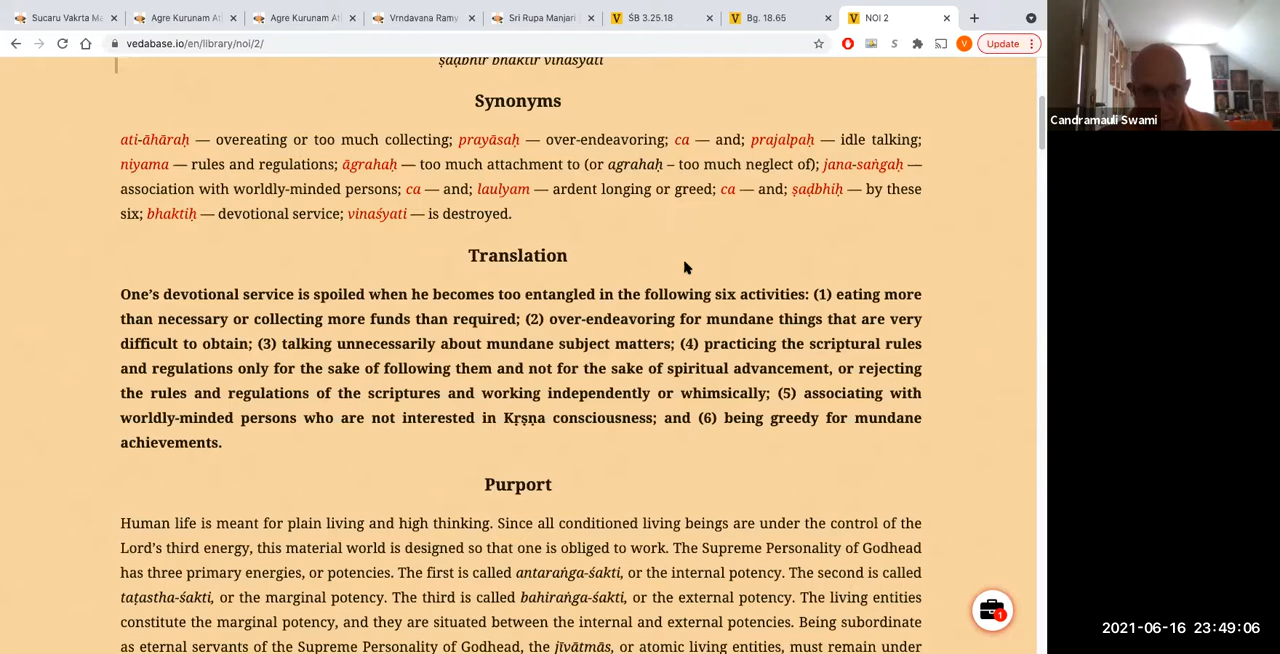 Sucaru Vakrta Ma
Agre Kurunam At
Agre Kurunam At
Vrndavana Ramy
Sri Rupa Manjari
ŚB 3.25.18
Bg. 18.65
NOI 2
vedabase.io/en/library/noi/2/
Update
ṣaḍbhir bhaktir vinaśyati
Synonyms
ati-āhāraḥ — overeating or too much collecting; prayāsaḥ — over-endeavoring; ca — and; prajalpaḥ — idle talking;
niyama — rules and regulations; āgrahaḥ — too much attachment to (or agrahaḥ – too much neglect of); jana-saṅgaḥ —
association with worldly-minded persons; ca — and; laulyam — ardent longing or greed; ca — and; ṣaḍbhiḥ — by these
six; bhaktiḥ — devotional service; vinaśyati — is destroyed.
Translation
One’s devotional service is spoiled when he becomes too entangled in the following six activities: (1) eating more
than necessary or collecting more funds than required; (2) over-endeavoring for mundane things that are very
difficult to obtain; (3) talking unnecessarily about mundane subject matters; (4) practicing the scriptural rules
and regulations only for the sake of following them and not for the sake of spiritual advancement, or rejecting
the rules and regulations of the scriptures and working independently or whimsically; (5) associating with
worldly-minded persons who are not interested in Kṛṣṇa consciousness; and (6) being greedy for mundane
achievements.
Purport
Human life is meant for plain living and high thinking. Since all conditioned living beings are under the control of the
Lord’s third energy, this material world is designed so that one is obliged to work. The Supreme Personality of Godhead
has three primary energies, or potencies. The first is called antaraṅga-śakti, or the internal potency. The second is called
taṭastha-śakti, or the marginal potency. The third is called bahiraṅga-śakti, or the external potency. The living entities
constitute the marginal potency, and they are situated between the internal and external potencies. Being subordinate
as eternal servants of the Supreme Personality of Godhead, the jīvātmās, or atomic living entities, must remain under
1
Candramauli Swami
2021-06-16 23:49:06